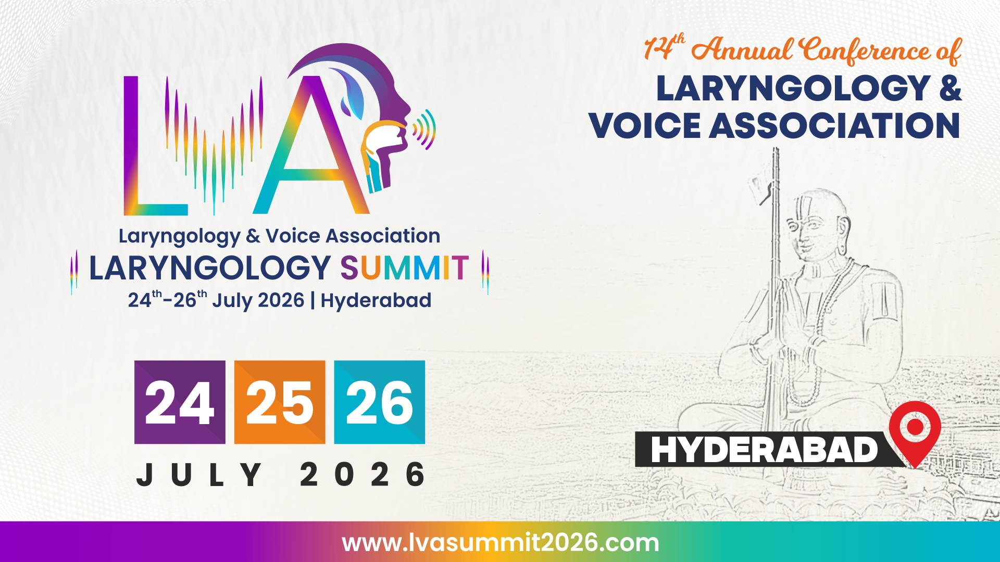 LVA
Laryngology & Voice Association
LARYNGOLOGY SUMMIT
24th-26th July 2026 | Hyderabad
24 25 26
JULY 2026
14th Annual Conference of
LARYNGOLOGY &
VOICE ASSOCIATION
HYDERABAD
www.lvasummit2026.com